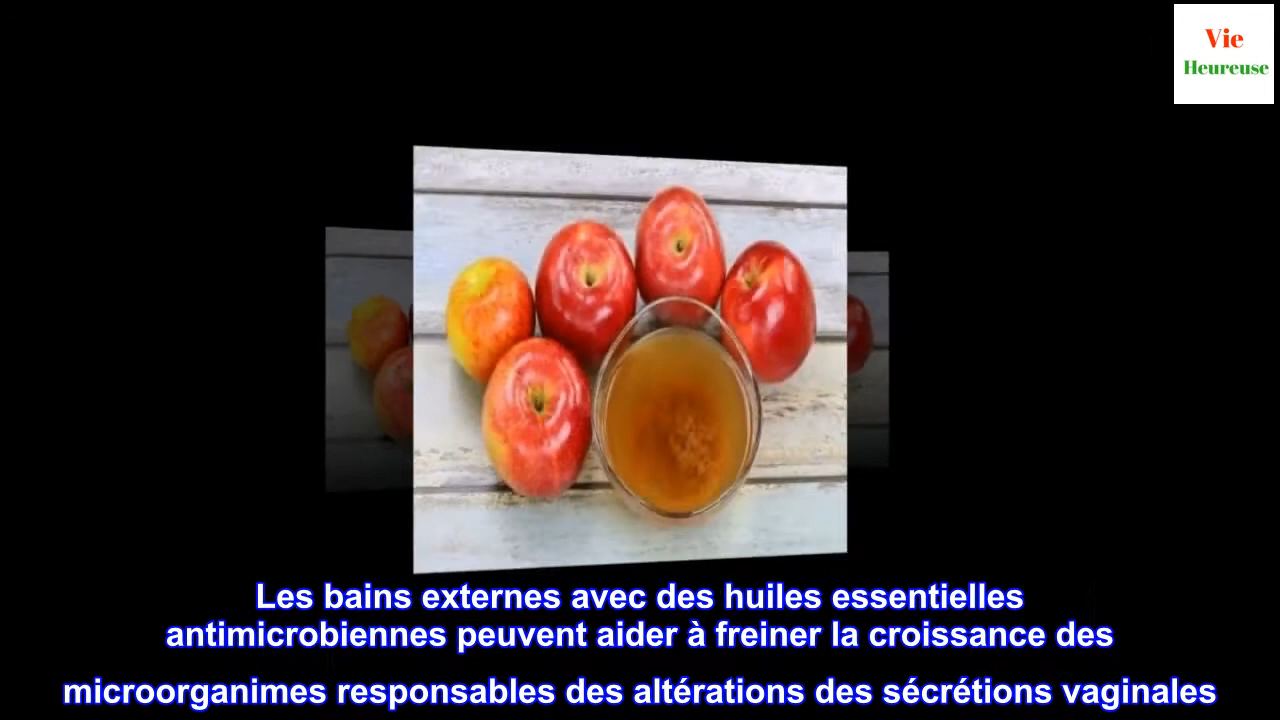 Vie
Heureuse
Les bains externes avec des huiles essentielles
antimicrobiennes peuvent aider à freiner la croissance des
microorganimes responsables des altérations des sécrétions vaginales